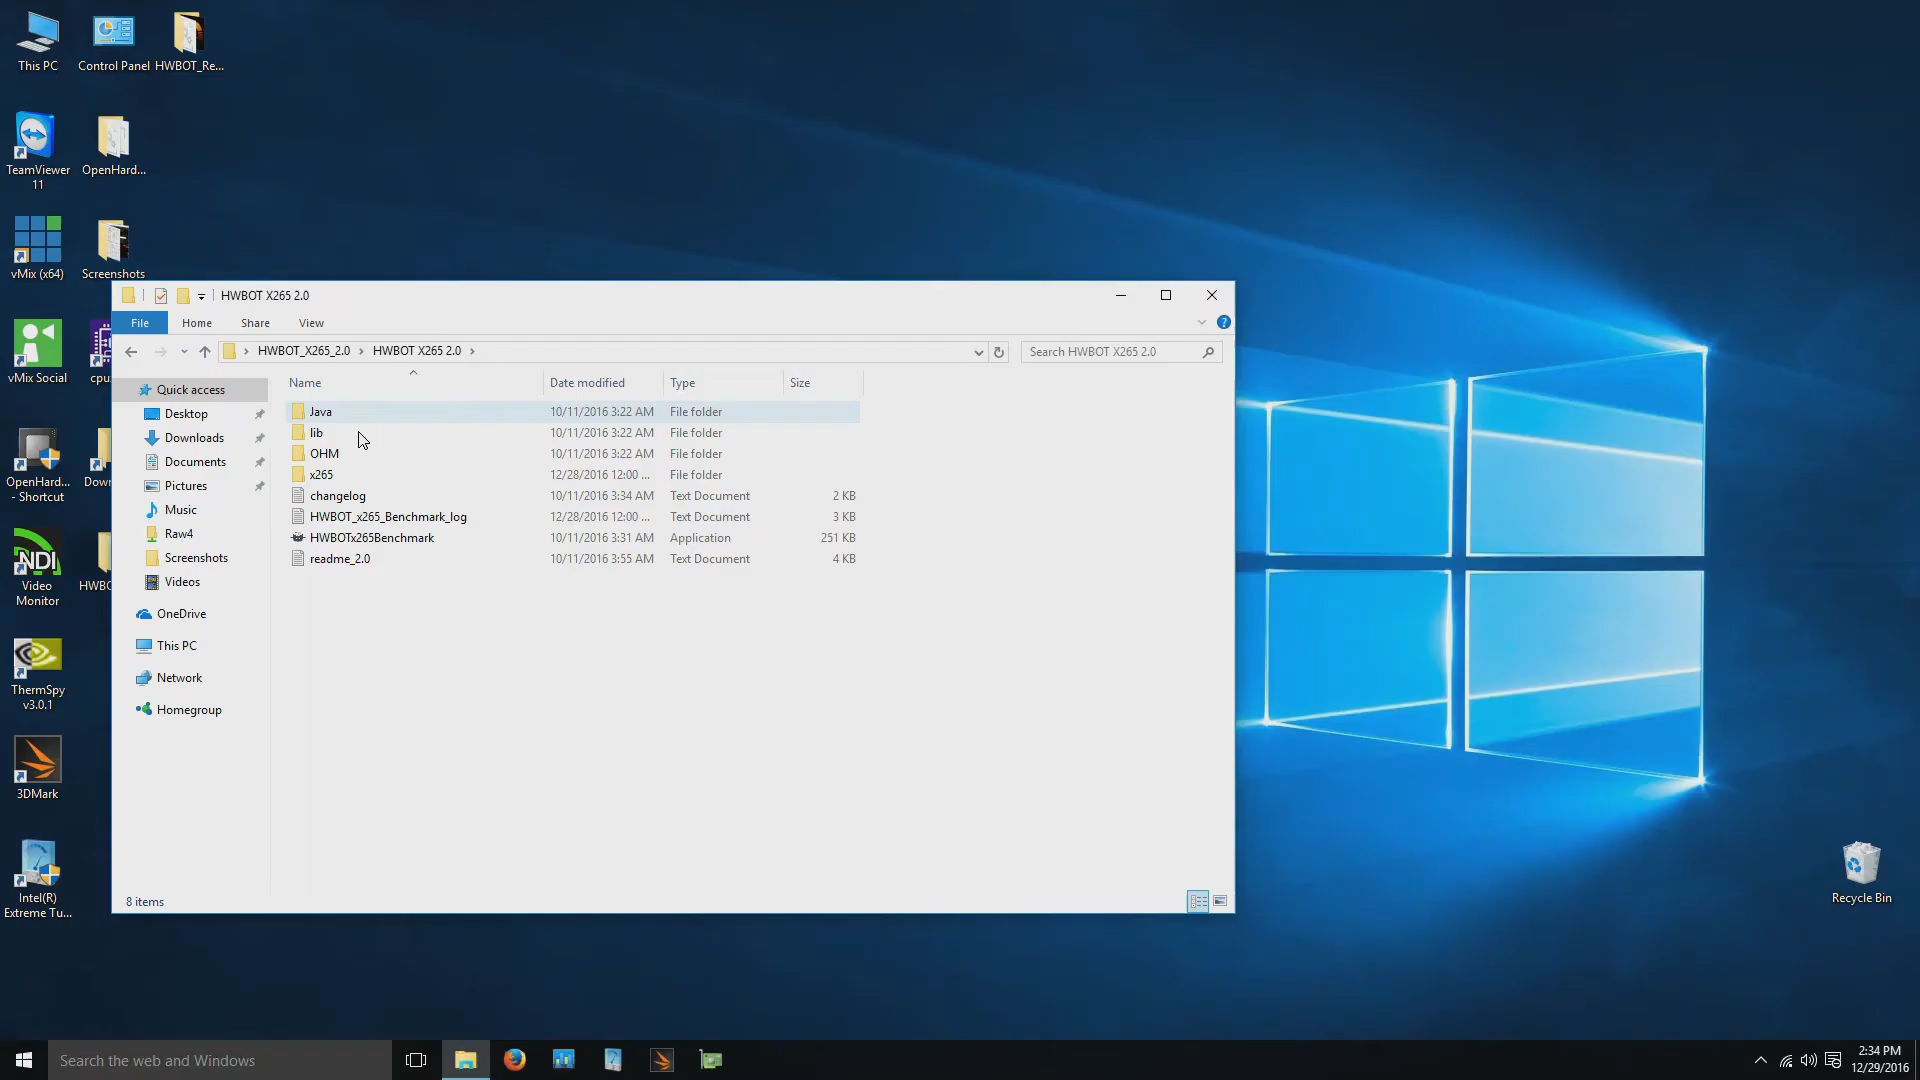 This PC
Control Panel
HWBOT_Re...
TeamViewer
11
OpenHard...
vMix (x64)
Screenshots
vMix Social
cpu
OpenHard...
- Shortcut
Down
Video
Monitor
NDI
HWBO
ThermSpy
v3.0.1
3DMark
Intel(R)
Extreme Tu...
Recycle Bin
HWBOT X265 2.0
File
Home
Share
View
HWBOT_X265_2.0
HWBOT X265 2.0
Search HWBOT X265 2.0
Name
Date modified
Type
Size
Quick access
Desktop
Downloads
Documents
Pictures
Music
Raw4
Screenshots
Videos
OneDrive
This PC
Network
Homegroup
Java 10/11/2016 3:22 AM File folder
lib 10/11/2016 3:22 AM File folder
OHM 10/11/2016 3:22 AM File folder
x265 12/28/2016 12:00 ... File folder
changelog 10/11/2016 3:34 AM Text Document 2 KB
HWBOT_x265_Benchmark_log 12/28/2016 12:00 ... Text Document 3 KB
HWBOTx265Benchmark 10/11/2016 3:31 AM Application 251 KB
readme_2.0 10/11/2016 3:55 AM Text Document 4 KB
8 items
Search the web and Windows
2:34 PM
12/29/2016